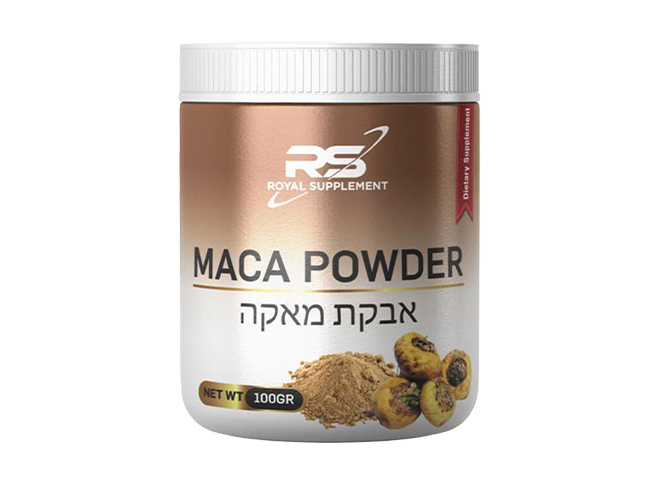 RS
ROYAL SUPPLEMENT
Dietary Supplement
MACA POWDER
אבקת מאקה
NET WT 100GR